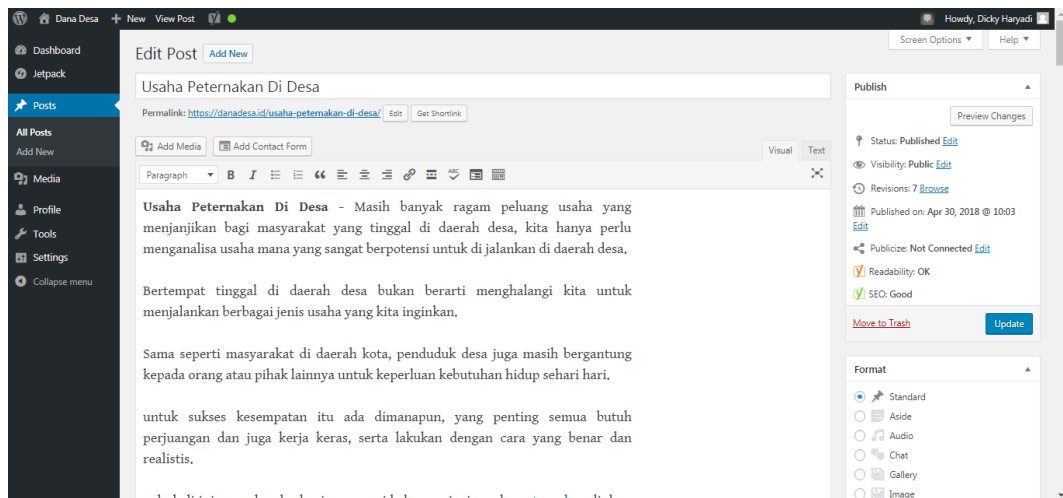 Dana Desa + New View Post Howdy, Dicky Haryadi
Screen Options ▼ Help ▼
Dashboard
Jetpack
Posts
All Posts
Add New
Media
Profile
Tools
Settings
Collapse menu
Edit Post Add New
Usaha Peternakan Di Desa
Permalink: https://danadesa.id/usaha-peternakan-di-desa/ Edit Get Shortlink
Add Media Add Contact Form
Visual Text
Paragraph B I ABC
Usaha Peternakan Di Desa - Masih banyak ragam peluang usaha yang
menjanjikan bagi masyarakat yang tinggal di daerah desa, kita hanya perlu
menganalisa usaha mana yang sangat berpotensi untuk di jalankan di daerah desa.
Bertempat tinggal di daerah desa bukan berarti menghalangi kita untuk
menjalankan berbagai jenis usaha yang kita inginkan.
Sama seperti masyarakat di daerah kota, penduduk desa juga masih bergantung
kepada orang atau pihak lainnya untuk keperluan kebutuhan hidup sehari hari.
untuk sukses kesempatan itu ada dimanapun, yang penting semua butuh
perjuangan dan juga kerja keras, serta lakukan dengan cara yang benar dan
realistis.
Publish
Preview Changes
Status: Published Edit
Visibility: Public Edit
Revisions: 7 Browse
Published on: Apr 30, 2018 @ 10:03
Edit
Publicize: Not Connected Edit
Readability: OK
SEO: Good
Move to Trash Update
Format
Standard
Aside
Audio
Chat
Gallery
Image